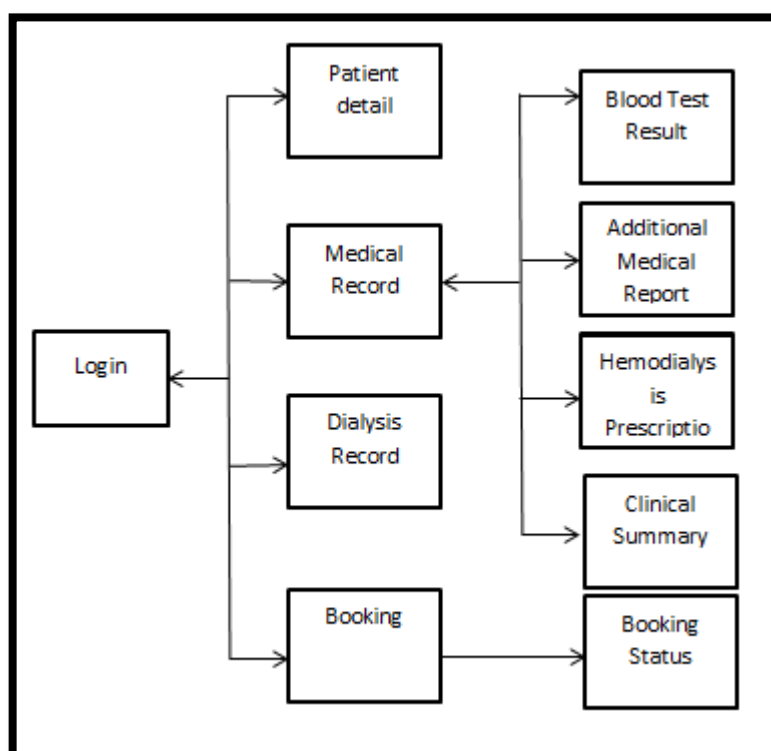 Patient
detail
Blood Test
Result
Medical
Record
Additional
Medical
Report
Login
Hemodialys
is
Prescriptio
Dialysis
Record
Clinical
Summary
Booking
Booking
Status